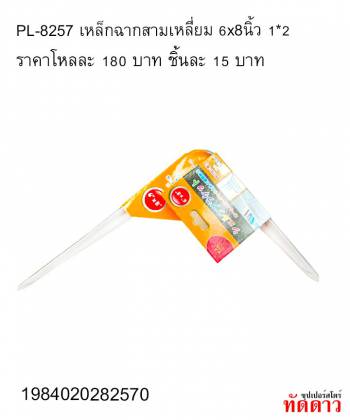 PL-8257 เหล็กฉากสามเหลี่ยม 6x8นิ้ว 1*2
ราคาโหลละ 180 บาท ชิ้นละ 15 บาท
6"x8"
1984020282570
ซุปเปอร์สโตร์
ทัดดาว